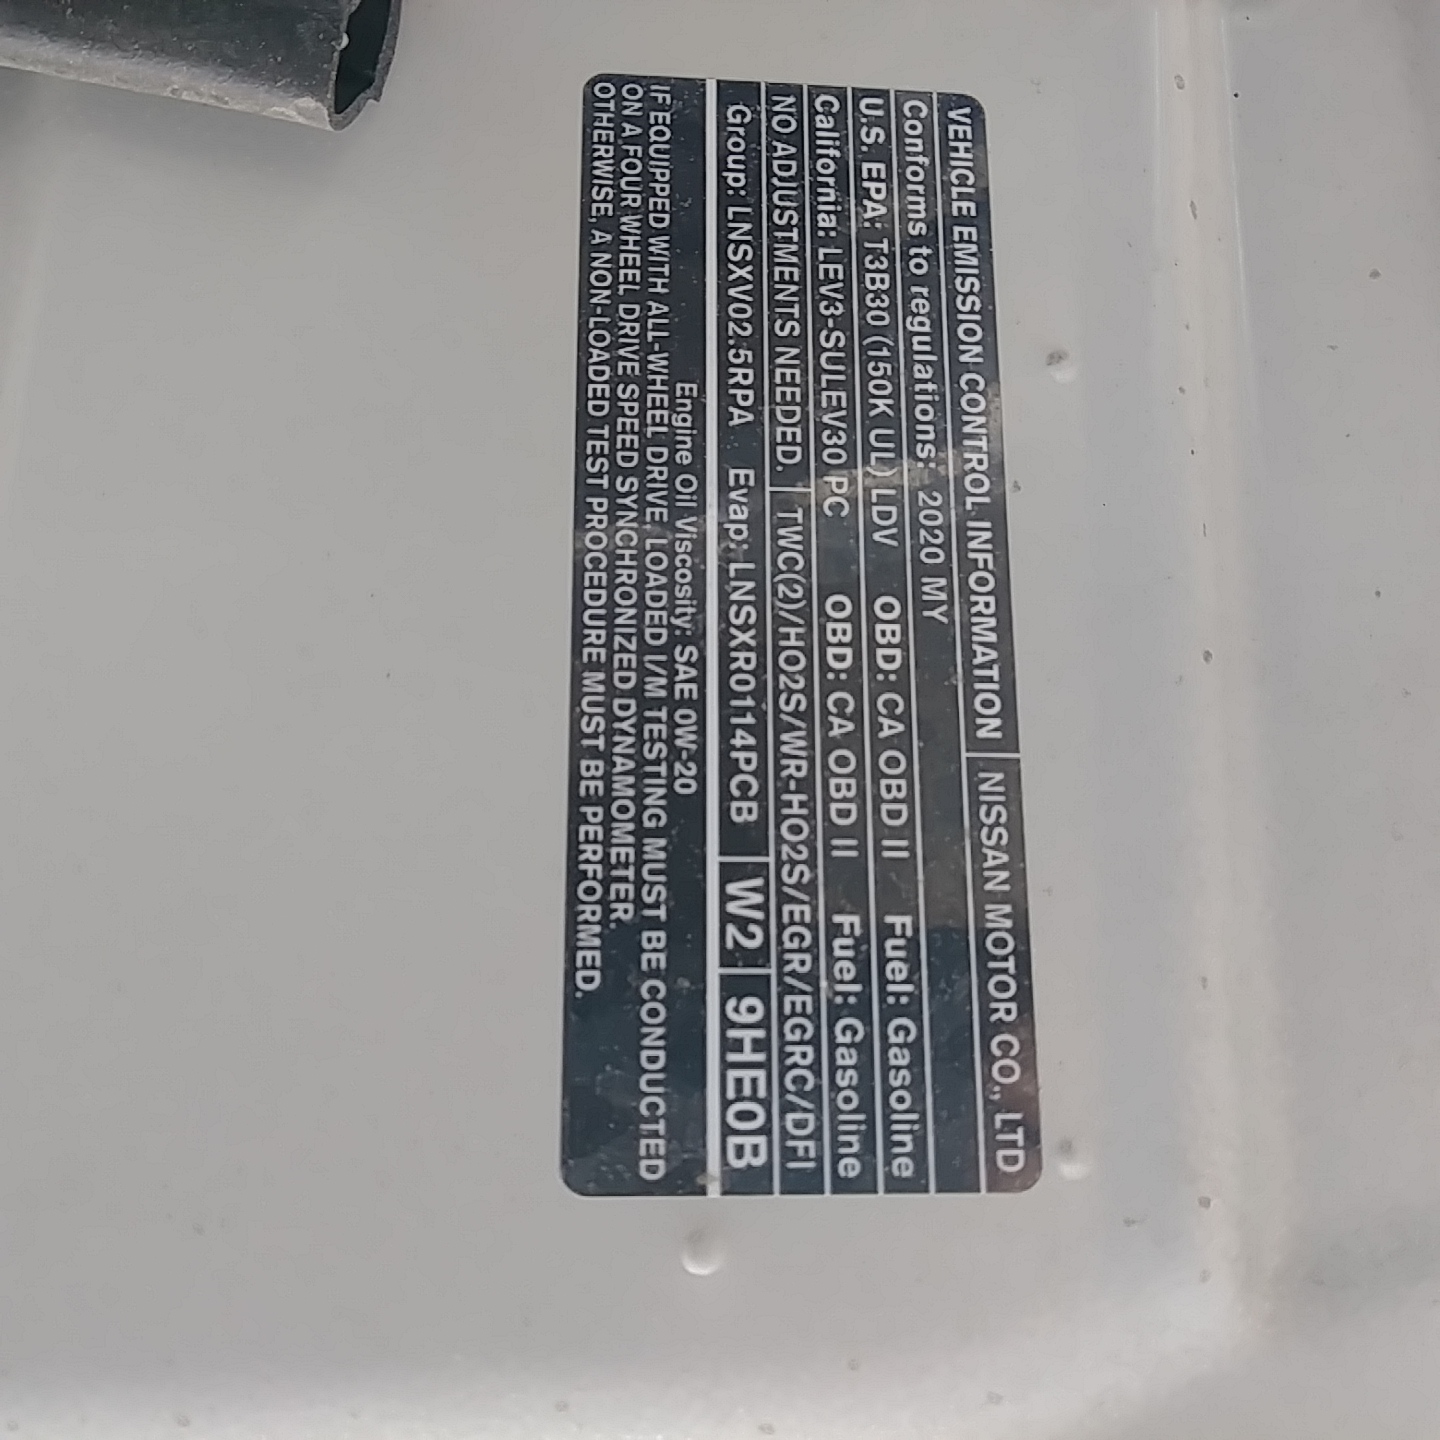 VEHICLE EMISSION CONTROL INFORMATION NISSAN MOTOR CO., LTD
Conforms to regulations: 2020 MY
U.S. EPA: T3B30 (150K UL) LDV OBD: CA OBD II Fuel: Gasoline
California: LEV3-SULEV30 PC OBD: CA OBD II Fuel: Gasoline
NO ADJUSTMENTS NEEDED. TWC(2)/HO2S/WR-HO2S/EGR/EGRC/DFI
Group: LNSXV02.5RPA Evap: LNSXR0114PCB W2 9HE0B
Engine Oil Viscosity: SAE 0W-20
IF EQUIPPED WITH ALL-WHEEL DRIVE, LOADED I/M TESTING MUST BE CONDUCTED
ON A FOUR WHEEL DRIVE SPEED SYNCHRONIZED DYNAMOMETER.
OTHERWISE, A NON-LOADED TEST PROCEDURE MUST BE PERFORMED.